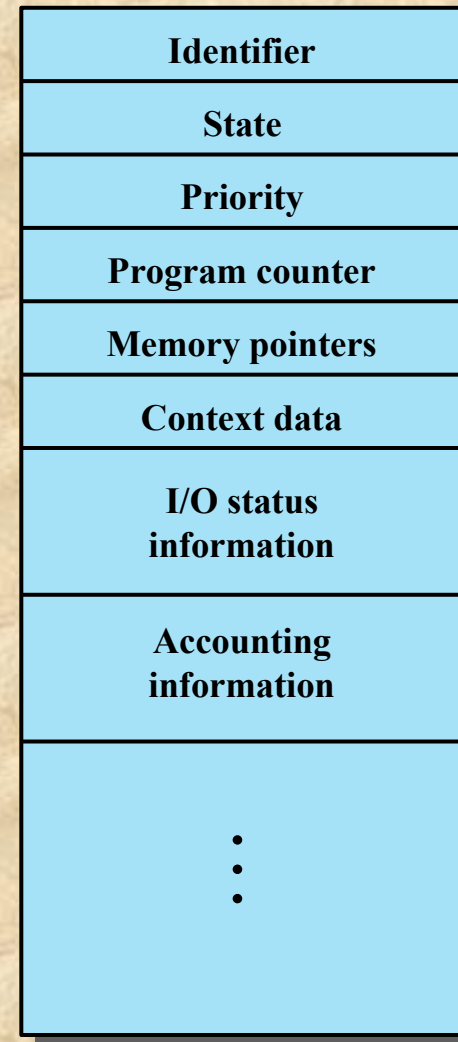 Identifier
State
Priority
Program counter
Memory pointers
Context data
I/O status
information
Accounting
information